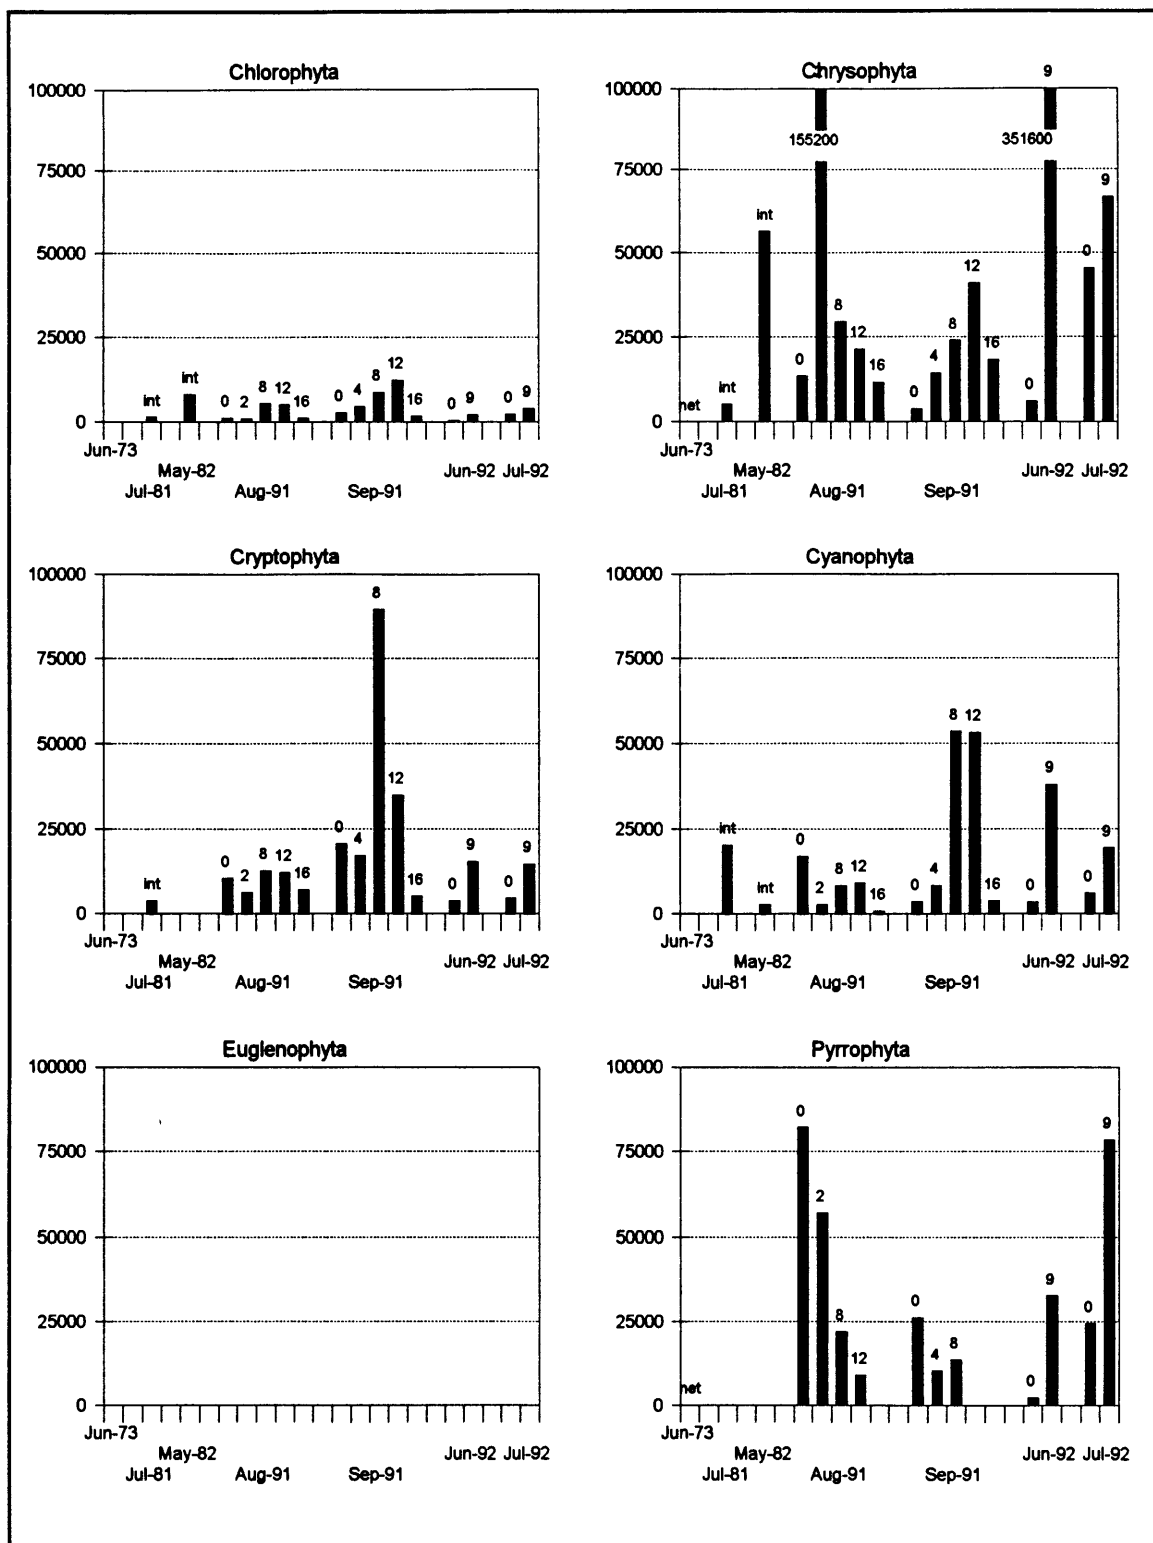 Chlorophyta
100000
75000
50000
25000
0
int int 0 2 8 12 16 0 4 8 12 16 0 9 0 9
Jun-73
May-82 Jun-92 Jul-92
Jul-81 Aug-91 Sep-91
Chrysophyta
100000
75000
50000
25000
0
net int int 0 155200 8 12 16 0 4 8 12 16 0 9 351600 0 9
Jun-73
May-82 Jun-92 Jul-92
Jul-81 Aug-91 Sep-91
Cryptophyta
100000
75000
50000
25000
0
int 0 2 8 12 16 0 4 8 12 16 0 9 0 9
Jun-73
May-82 Jun-92 Jul-92
Jul-81 Aug-91 Sep-91
Cyanophyta
100000
75000
50000
25000
0
int int 0 2 8 12 16 0 4 8 12 16 0 9 0 9
Jun-73
May-82 Jun-92 Jul-92
Jul-81 Aug-91 Sep-91
Euglenophyta
100000
75000
50000
25000
0
Jun-73
May-82 Jun-92 Jul-92
Jul-81 Aug-91 Sep-91
Pyrrophyta
100000
75000
50000
25000
0
net 0 2 8 12 0 4 8 0 9 0 9
Jun-73
May-82 Jun-92 Jul-92
Jul-81 Aug-91 Sep-91